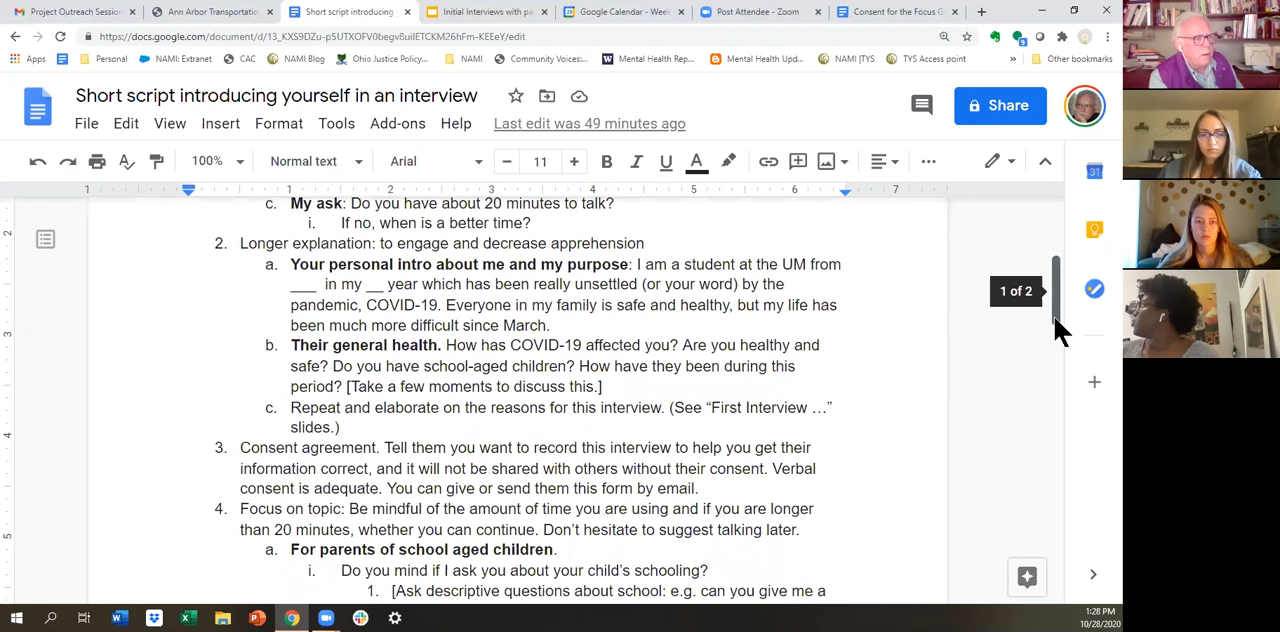 Project Outreach Session
Ann Arbor Transportation
Short script introducing
Initial Interviews with pa
Google Calendar - Week
Post Attendee - Zoom
Consent for the Focus G
Apps
Personal
NAMI: Extranet
CAC
NAMI Blog
Ohio Justice Policy...
NAMI
Community Voices:...
Mental Health Rep...
Mental Health Upd...
NAMI |TYS
TYS Access point
»
Other bookmarks
Short script introducing yourself in an interview
File Edit View Insert Format Tools Add-ons Help Last edit was 49 minutes ago
Share
100% Normal text Arial 11 B I U A
1 1 2 3 4 5 6 7
c. My ask: Do you have about 20 minutes to talk?
i. If no, when is a better time?
2. Longer explanation: to engage and decrease apprehension
a. Your personal intro about me and my purpose: I am a student at the UM from
___ in my __ year which has been really unsettled (or your word) by the
pandemic, COVID-19. Everyone in my family is safe and healthy, but my life has
been much more difficult since March.
b. Their general health. How has COVID-19 affected you? Are you healthy and
safe? Do you have school-aged children? How have they been during this
period? [Take a few moments to discuss this.]
c. Repeat and elaborate on the reasons for this interview. (See “First Interview …”
slides.)
3. Consent agreement. Tell them you want to record this interview to help you get their
information correct, and it will not be shared with others without their consent. Verbal
consent is adequate. You can give or send them this form by email.
4. Focus on topic: Be mindful of the amount of time you are using and if you are longer
than 20 minutes, whether you can continue. Don’t hesitate to suggest talking later.
a. For parents of school aged children.
i. Do you mind if I ask you about your child’s schooling?
1. [Ask descriptive questions about school: e.g. can you give me a
1 of 2
31
2
3
4
5
1:28 PM
10/28/2020